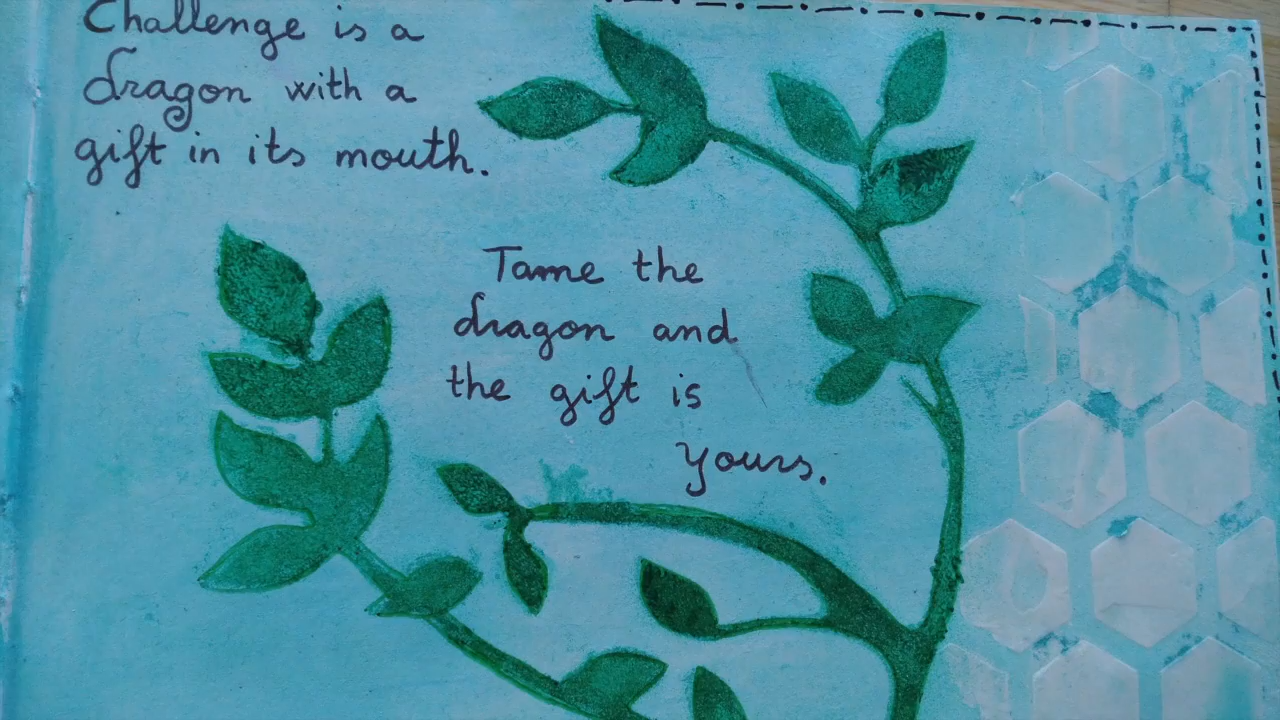 Challenge is a
dragon with a
gift in its mouth.
Tame the
dragon and
the gift is
yours.